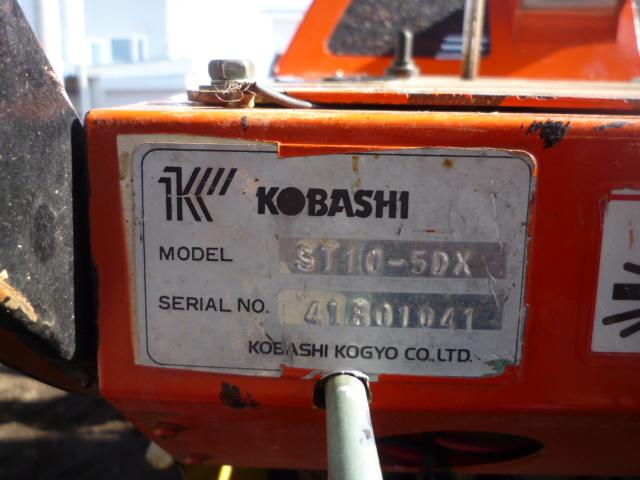 KOBASHI
MODEL ST10-5DX
SERIAL NO. 41801041
KOBASHI KOGYO CO.,LTD.